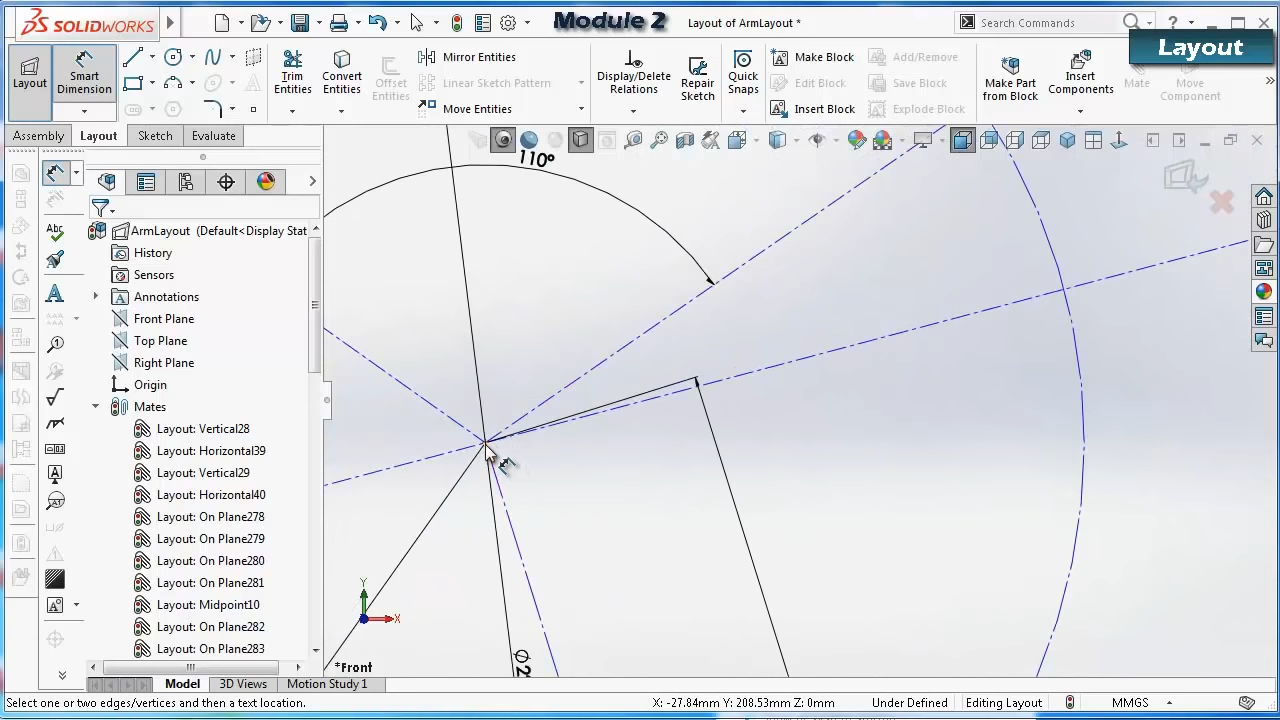 SOLIDWORKS
Module 2
Layout of ArmLayout *
Search Commands
Layout
Layout
Smart
Dimension
Trim
Entities
Convert
Entities
Offset
Entities
Mirror Entities
Linear Sketch Pattern
Move Entities
Display/Delete
Relations
Repair
Sketch
Quick
Snaps
Make Block
Edit Block
Insert Block
Add/Remove
Save Block
Explode Block
Make Part
from Block
Insert
Components
Mate
Move
Component
Assembly
Layout
Sketch
Evaluate
ArmLayout (Default<Display Stat
History
Sensors
Annotations
Front Plane
Top Plane
Right Plane
Origin
Mates
Layout: Vertical28
Layout: Horizontal39
Layout: Vertical29
Layout: Horizontal40
Layout: On Plane278
Layout: On Plane279
Layout: On Plane280
Layout: On Plane281
Layout: Midpoint10
Layout: On Plane282
Layout: On Plane283
110°
Y
X
*Front
Model
3D Views
Motion Study 1
Select one or two edges/vertices and then a text location.
X: -27.84mm Y: 208.53mm Z: 0mm
Under Defined
Editing Layout
MMGS